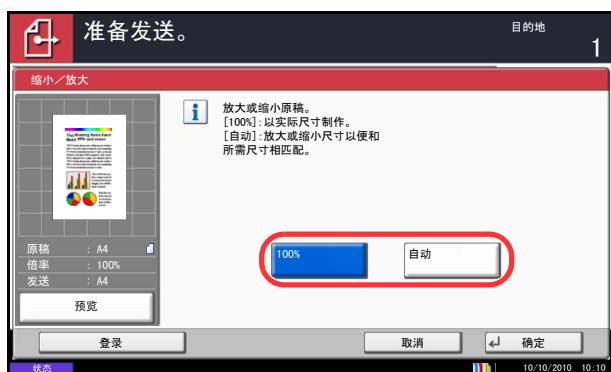 准备发送。
目的地
1
缩小／放大
放大或缩小原稿。
[100%]:以实际尺寸制作。
[自动]:放大或缩小尺寸以便和
所需尺寸相匹配。
原稿 : A4
倍率 : 100%
发送 : A4
预览
100%
自动
登录
取消
确定
状态
10/10/2010 10:10